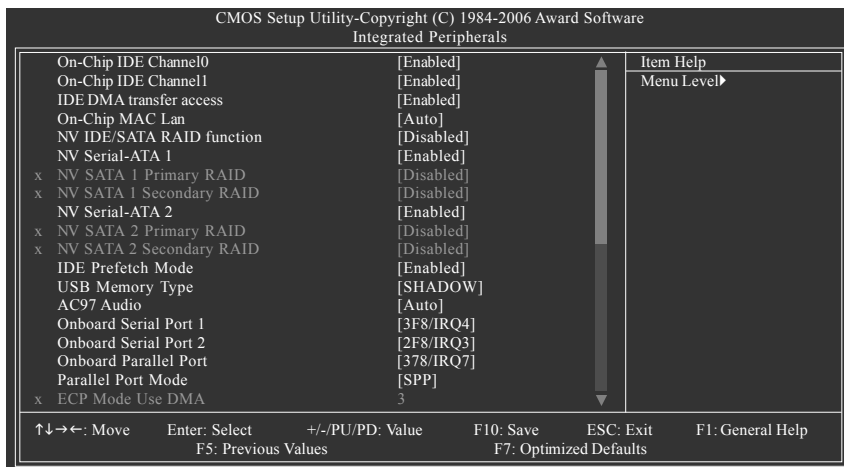 CMOS Setup Utility-Copyright (C) 1984-2006 Award Software
Integrated Peripherals
On-Chip IDE Channel0 [Enabled] Item Help
On-Chip IDE Channel1 [Enabled] Menu Level
IDE DMA transfer access [Enabled]
On-Chip MAC Lan [Auto]
NV IDE/SATA RAID function [Disabled]
NV Serial-ATA 1 [Enabled]
x NV SATA 1 Primary RAID [Disabled]
x NV SATA 1 Secondary RAID [Disabled]
NV Serial-ATA 2 [Enabled]
x NV SATA 2 Primary RAID [Disabled]
x NV SATA 2 Secondary RAID [Disabled]
IDE Prefetch Mode [Enabled]
USB Memory Type [SHADOW]
AC97 Audio [Auto]
Onboard Serial Port 1 [3F8/IRQ4]
Onboard Serial Port 2 [2F8/IRQ3]
Onboard Parallel Port [378/IRQ7]
Parallel Port Mode [SPP]
x ECP Mode Use DMA 3
↑↓→←: Move Enter: Select +/-/PU/PD: Value F10: Save ESC: Exit F1: General Help
F5: Previous Values F7: Optimized Defaults